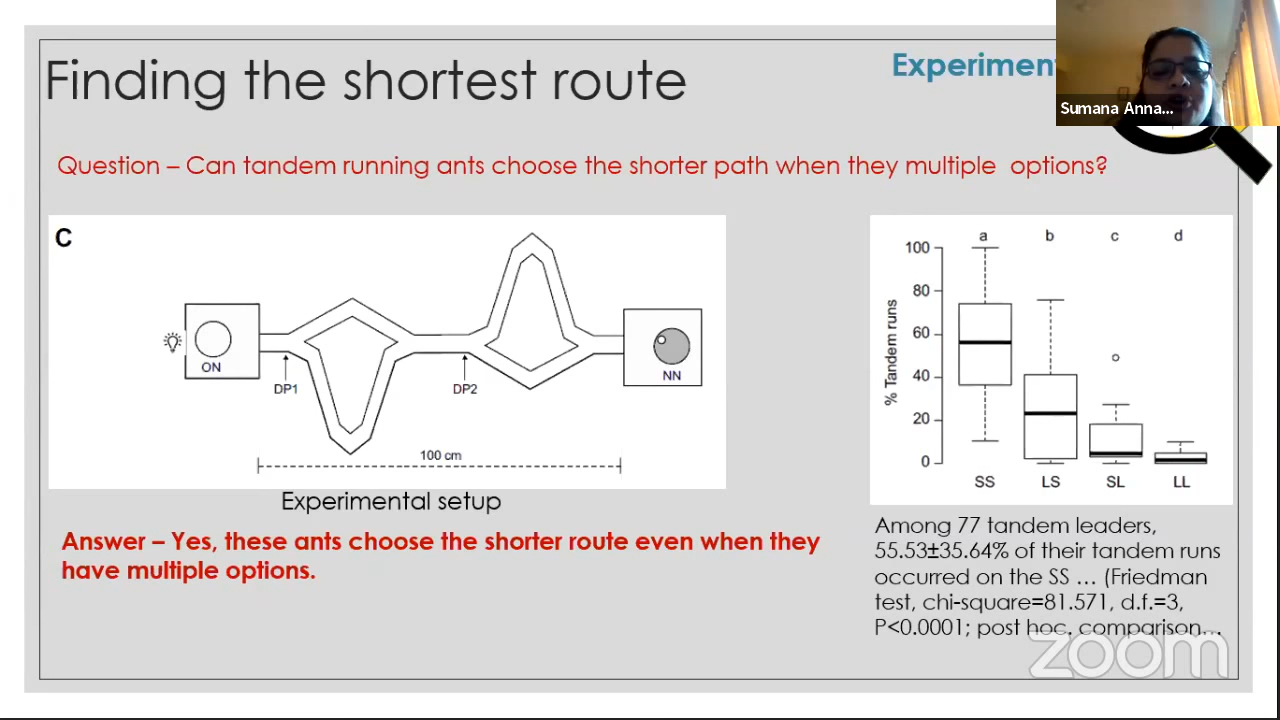 Finding the shortest route
Experimen
Sumana Anna...
Question – Can tandem running ants choose the shorter path when they multiple options?
C
ON
DP1
DP2
NN
100 cm
Experimental setup
Answer – Yes, these ants choose the shorter route even when they
have multiple options.
% Tandem runs
100
80
60
40
20
0
a b c d
SS LS SL LL
Among 77 tandem leaders,
55.53±35.64% of their tandem runs
occurred on the SS … (Friedman
test, chi-square=81.571, d.f.=3,
P<0.0001; post hoc. comparison…
zoom